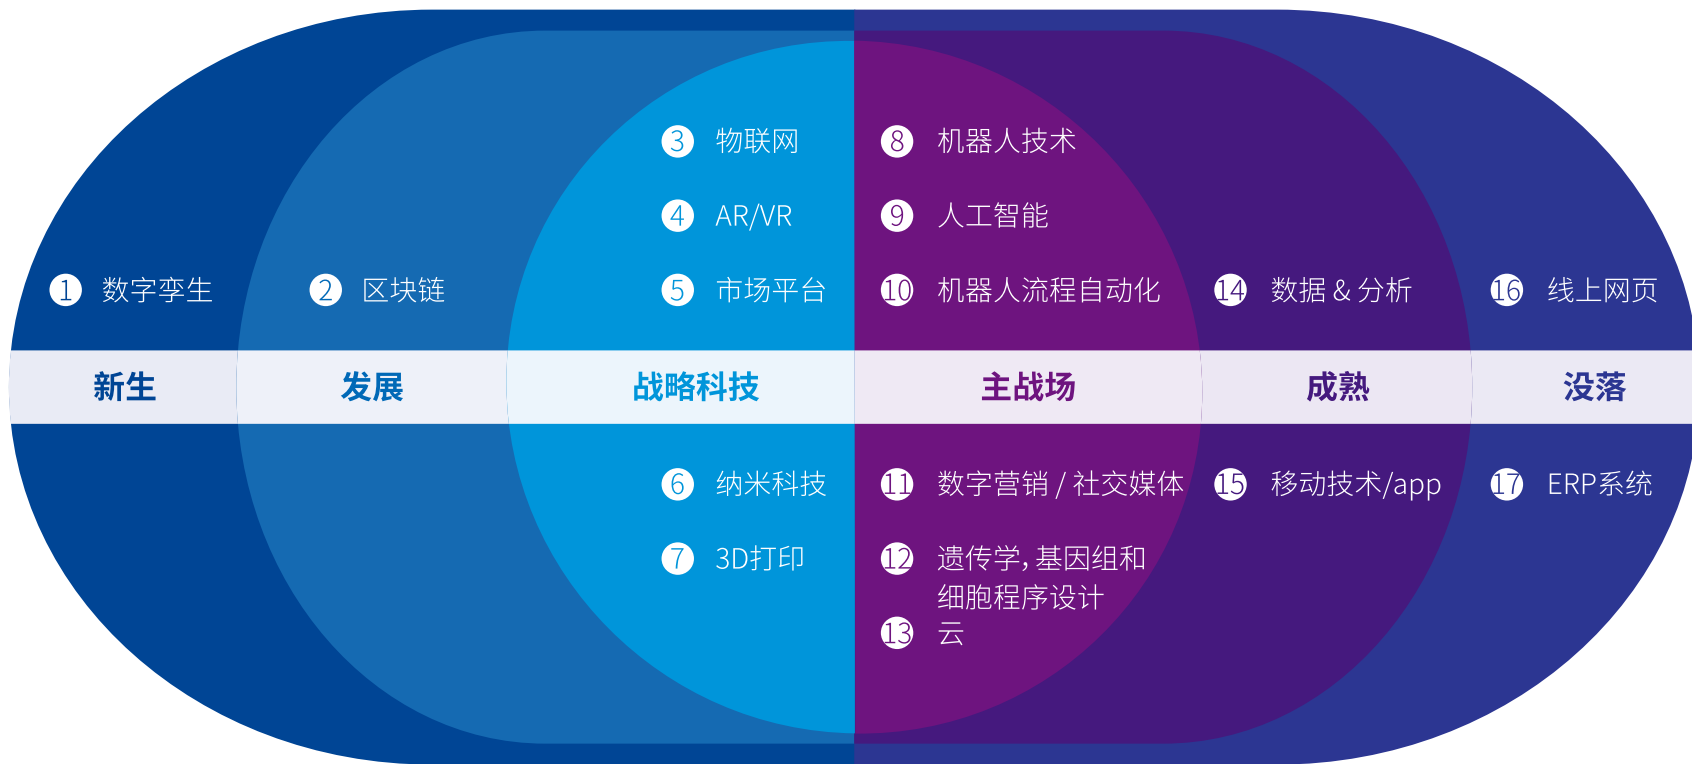 1 数字孪生
2 区块链
3 物联网
4 AR/VR
5 市场平台
8 机器人技术
9 人工智能
10 机器人流程自动化
14 数据 & 分析
16 线上网页
新生
发展
战略科技
主战场
成熟
没落
6 纳米科技
7 3D打印
11 数字营销 / 社交媒体
12 遗传学，基因组和
细胞程序设计
13 云
15 移动技术/app
17 ERP系统